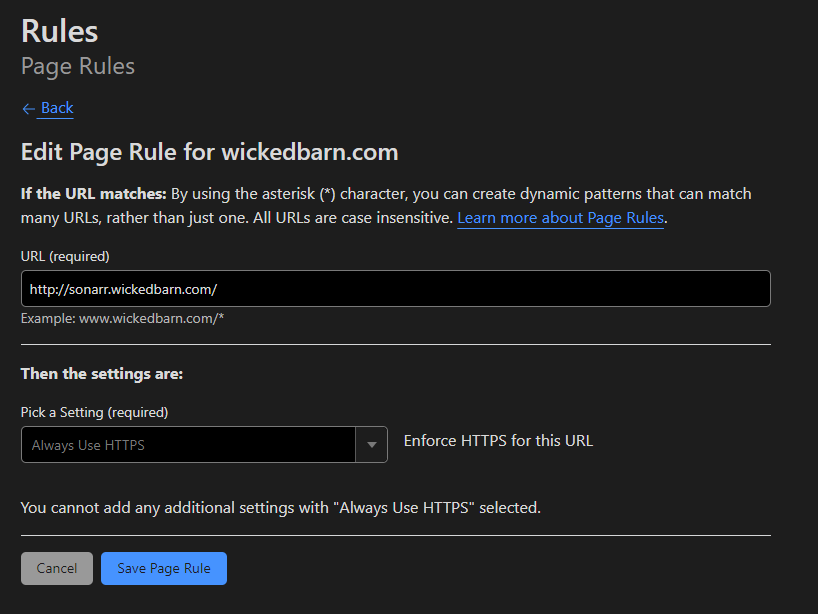 Rules
Page Rules
← Back
Edit Page Rule for wickedbarn.com
If the URL matches: By using the asterisk (*) character, you can create dynamic patterns that can match
many URLs, rather than just one. All URLs are case insensitive. Learn more about Page Rules.
URL (required)
http://sonarr.wickedbarn.com/
Example: www.wickedbarn.com/*
Then the settings are:
Pick a Setting (required)
Always Use HTTPS
Enforce HTTPS for this URL
You cannot add any additional settings with "Always Use HTTPS" selected.
Cancel
Save Page Rule